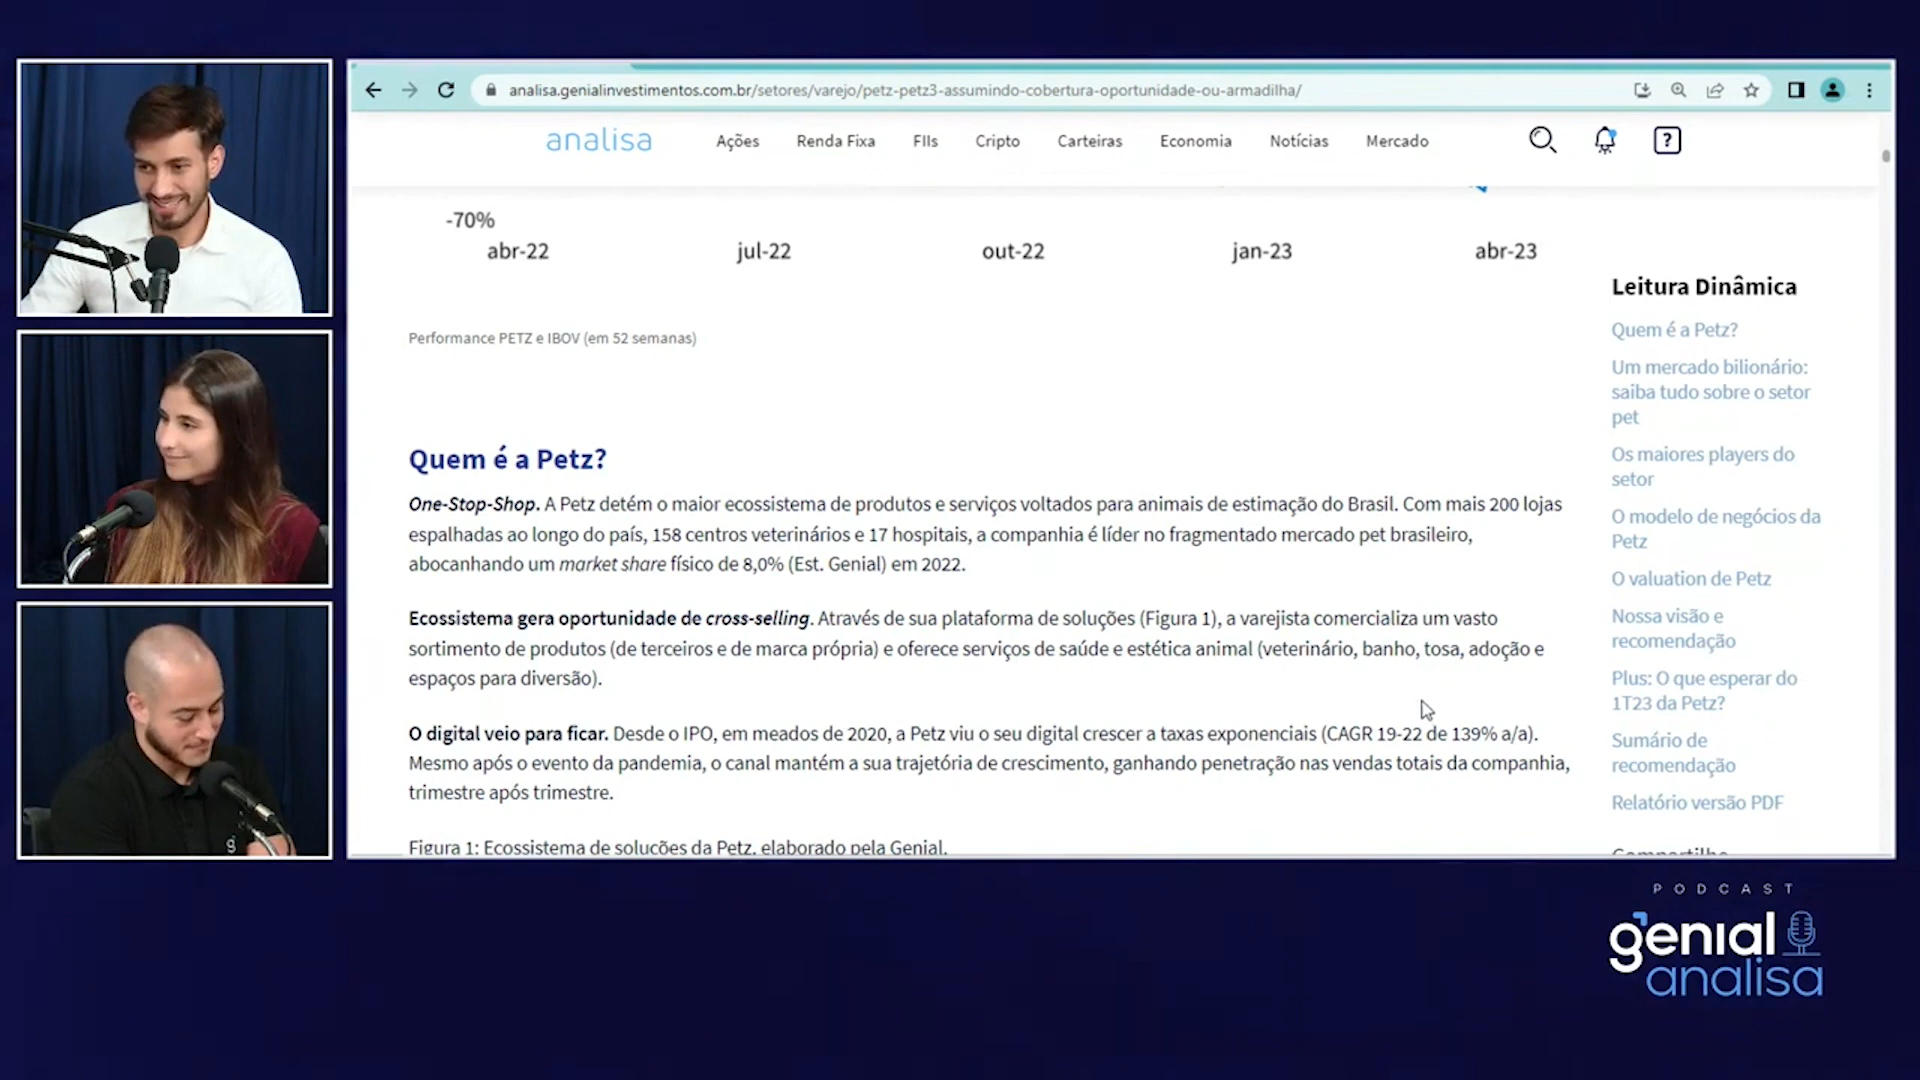 analisa.genialinvestimentos.com.br/setores/varejo/petz-petz3-assumindo-cobertura-oportunidade-ou-armadilha/
analisa
Ações
Renda Fixa
FIIs
Cripto
Carteiras
Economia
Notícias
Mercado
?
-70%
abr-22
jul-22
out-22
jan-23
abr-23
Performance PETZ e IBOV (em 52 semanas)
Quem é a Petz?
One-Stop-Shop. A Petz detém o maior ecossistema de produtos e serviços voltados para animais de estimação do Brasil. Com mais 200 lojas
espalhadas ao longo do país, 158 centros veterinários e 17 hospitais, a companhia é líder no fragmentado mercado pet brasileiro,
abocanhando um market share físico de 8,0% (Est. Genial) em 2022.
Ecossistema gera oportunidade de cross-selling. Através de sua plataforma de soluções (Figura 1), a varejista comercializa um vasto
sortimento de produtos (de terceiros e de marca própria) e oferece serviços de saúde e estética animal (veterinário, banho, tosa, adoção e
espaços para diversão).
O digital veio para ficar. Desde o IPO, em meados de 2020, a Petz viu o seu digital crescer a taxas exponenciais (CAGR 19-22 de 139% a/a).
Mesmo após o evento da pandemia, o canal mantém a sua trajetória de crescimento, ganhando penetração nas vendas totais da companhia,
trimestre após trimestre.
Figura 1: Ecossistema de soluções da Petz, elaborado pela Genial.
Leitura Dinâmica
Quem é a Petz?
Um mercado bilionário:
saiba tudo sobre o setor
pet
Os maiores players do
setor
O modelo de negócios da
Petz
O valuation de Petz
Nossa visão e
recomendação
Plus: O que esperar do
1T23 da Petz?
Sumário de
recomendação
Relatório versão PDF
Compartilhe
g
PODCAST
genial
analisa